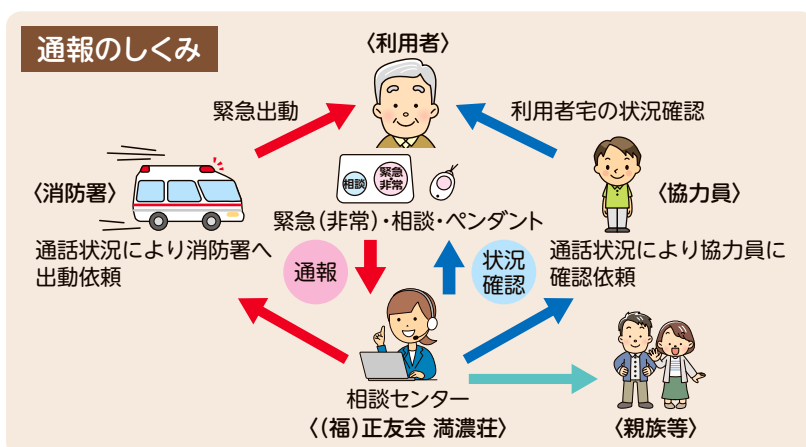 通報のしくみ
〈利用者〉
緊急出動
利用者宅の状況確認
相談
緊急
非常
〈消防署〉
〈協力員〉
緊急(非常)・相談・ペンダント
通話状況により消防署へ
出動依頼
通報
状況
確認
通話状況により協力員に
確認依頼
相談センター
〈(福)正友会 満濃荘〉
〈親族等〉